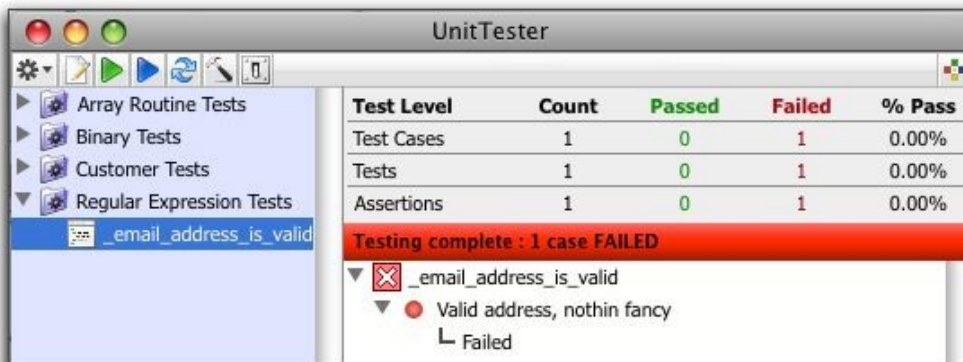 UnitTester
Array Routine Tests
Binary Tests
Customer Tests
Regular Expression Tests
_email_address_is_valid
Test Level Count Passed Failed % Pass
Test Cases 1 0 1 0.00%
Tests 1 0 1 0.00%
Assertions 1 0 1 0.00%
Testing complete : 1 case FAILED
_email_address_is_valid
Valid address, nothin fancy
Failed